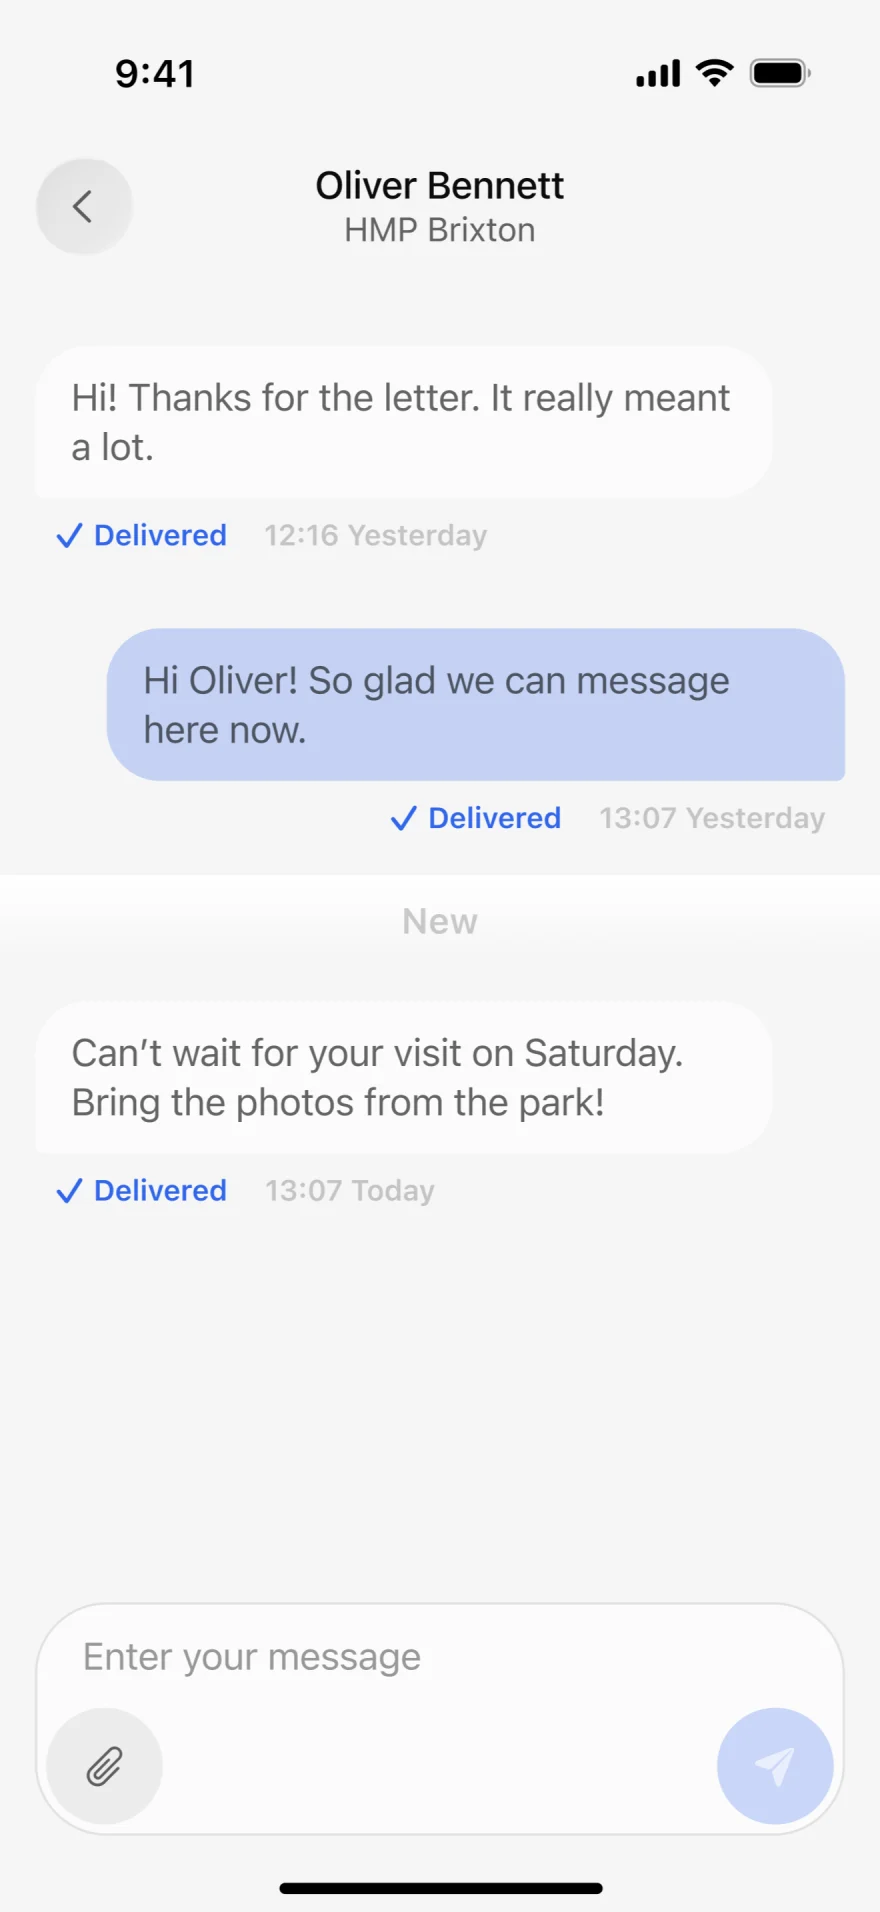 9:41
Oliver Bennett
HMP Brixton
Hi! Thanks for the letter. It really meant
a lot.
Delivered 12:16 Yesterday
Hi Oliver! So glad we can message
here now.
Delivered 13:07 Yesterday
New
Can’t wait for your visit on Saturday.
Bring the photos from the park!
Delivered 13:07 Today
Enter your message